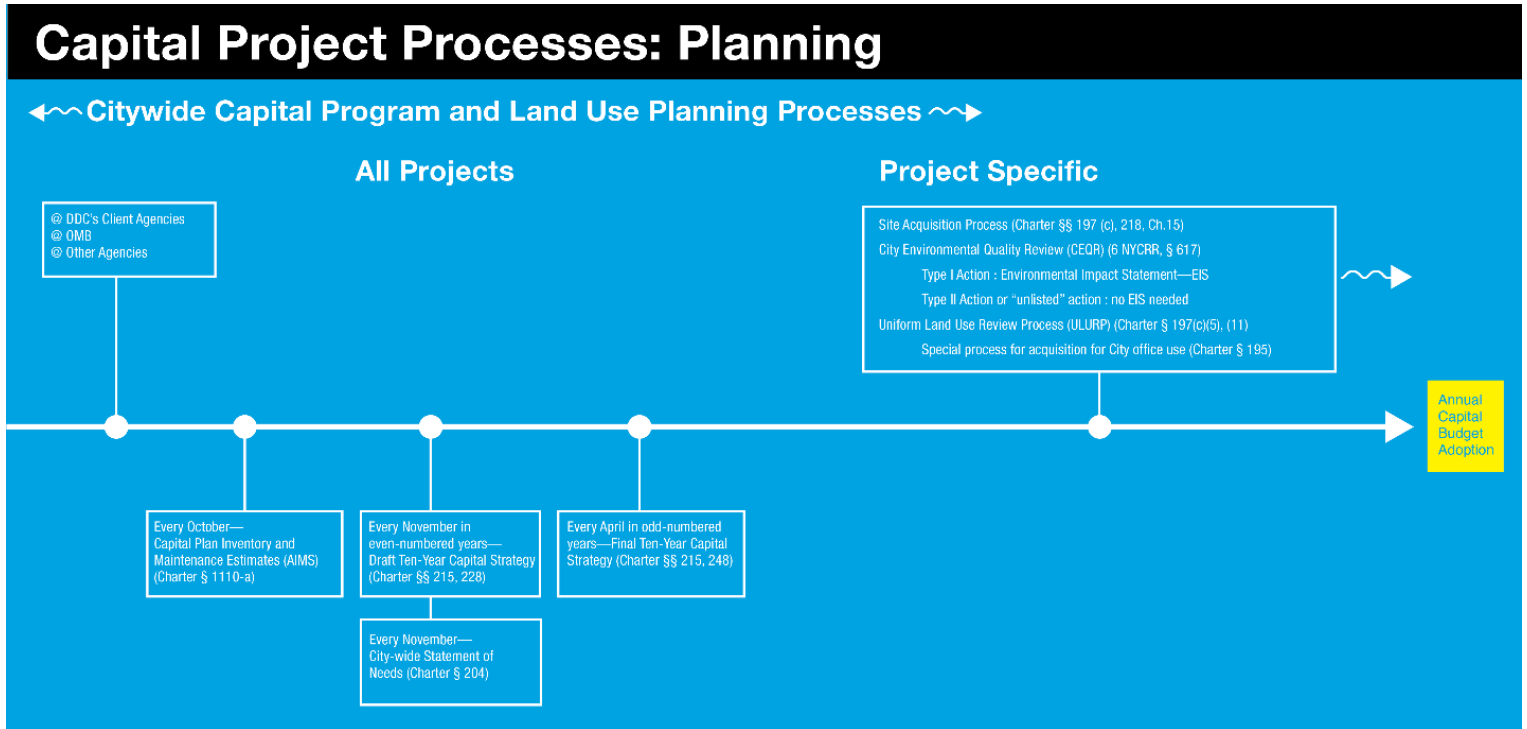 Capital Project Processes: Planning
Citywide Capital Program and Land Use Planning Processes
All Projects
Project Specific
@ DDC's Client Agencies
@ OMB
@ Other Agencies
Site Acquisition Process (Charter §§ 197 (c), 218, Ch.15)
City Environmental Quality Review (CEQR) (6 NYCRR, § 617)
Type I Action : Environmental Impact Statement—EIS
Type II Action or “unlisted” action : no EIS needed
Uniform Land Use Review Process (ULURP) (Charter § 197(c)(5), (11)
Special process for acquisition for City office use (Charter § 195)
Annual
Capital
Budget
Adoption
Every October—
Capital Plan Inventory and
Maintenance Estimates (AIMS)
(Charter § 1110-a)
Every November in
even-numbered years—
Draft Ten-Year Capital Strategy
(Charter §§ 215, 228)
Every April in odd-numbered
years—Final Ten-Year Capital
Strategy (Charter §§ 215, 248)
Every November—
City-wide Statement of
Needs (Charter § 204)